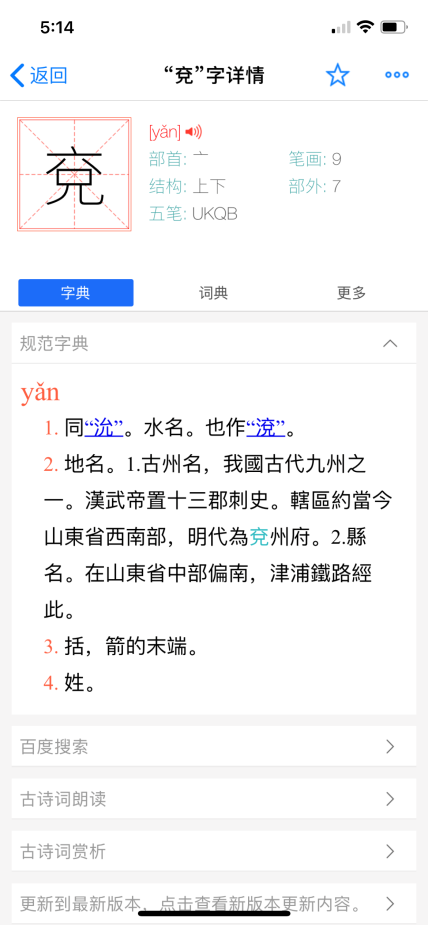 5:14
返回
“兗”字详情
兗
[yǎn]
部首: 亠
笔画: 9
结构: 上下
部外: 7
五笔: UKQB
字典
词典
更多
规范字典
yǎn
1. 同“沇”。水名。也作“渷”。
2. 地名。1.古州名，我國古代九州之
一。漢武帝置十三郡刺史。轄區約當今
山東省西南部，明代為兗州府。2.縣
名。在山東省中部偏南，津浦鐵路經
此。
3. 括，箭的末端。
4. 姓。
百度搜索
古诗词朗读
古诗词赏析
更新到最新版本，点击查看新版本更新内容。